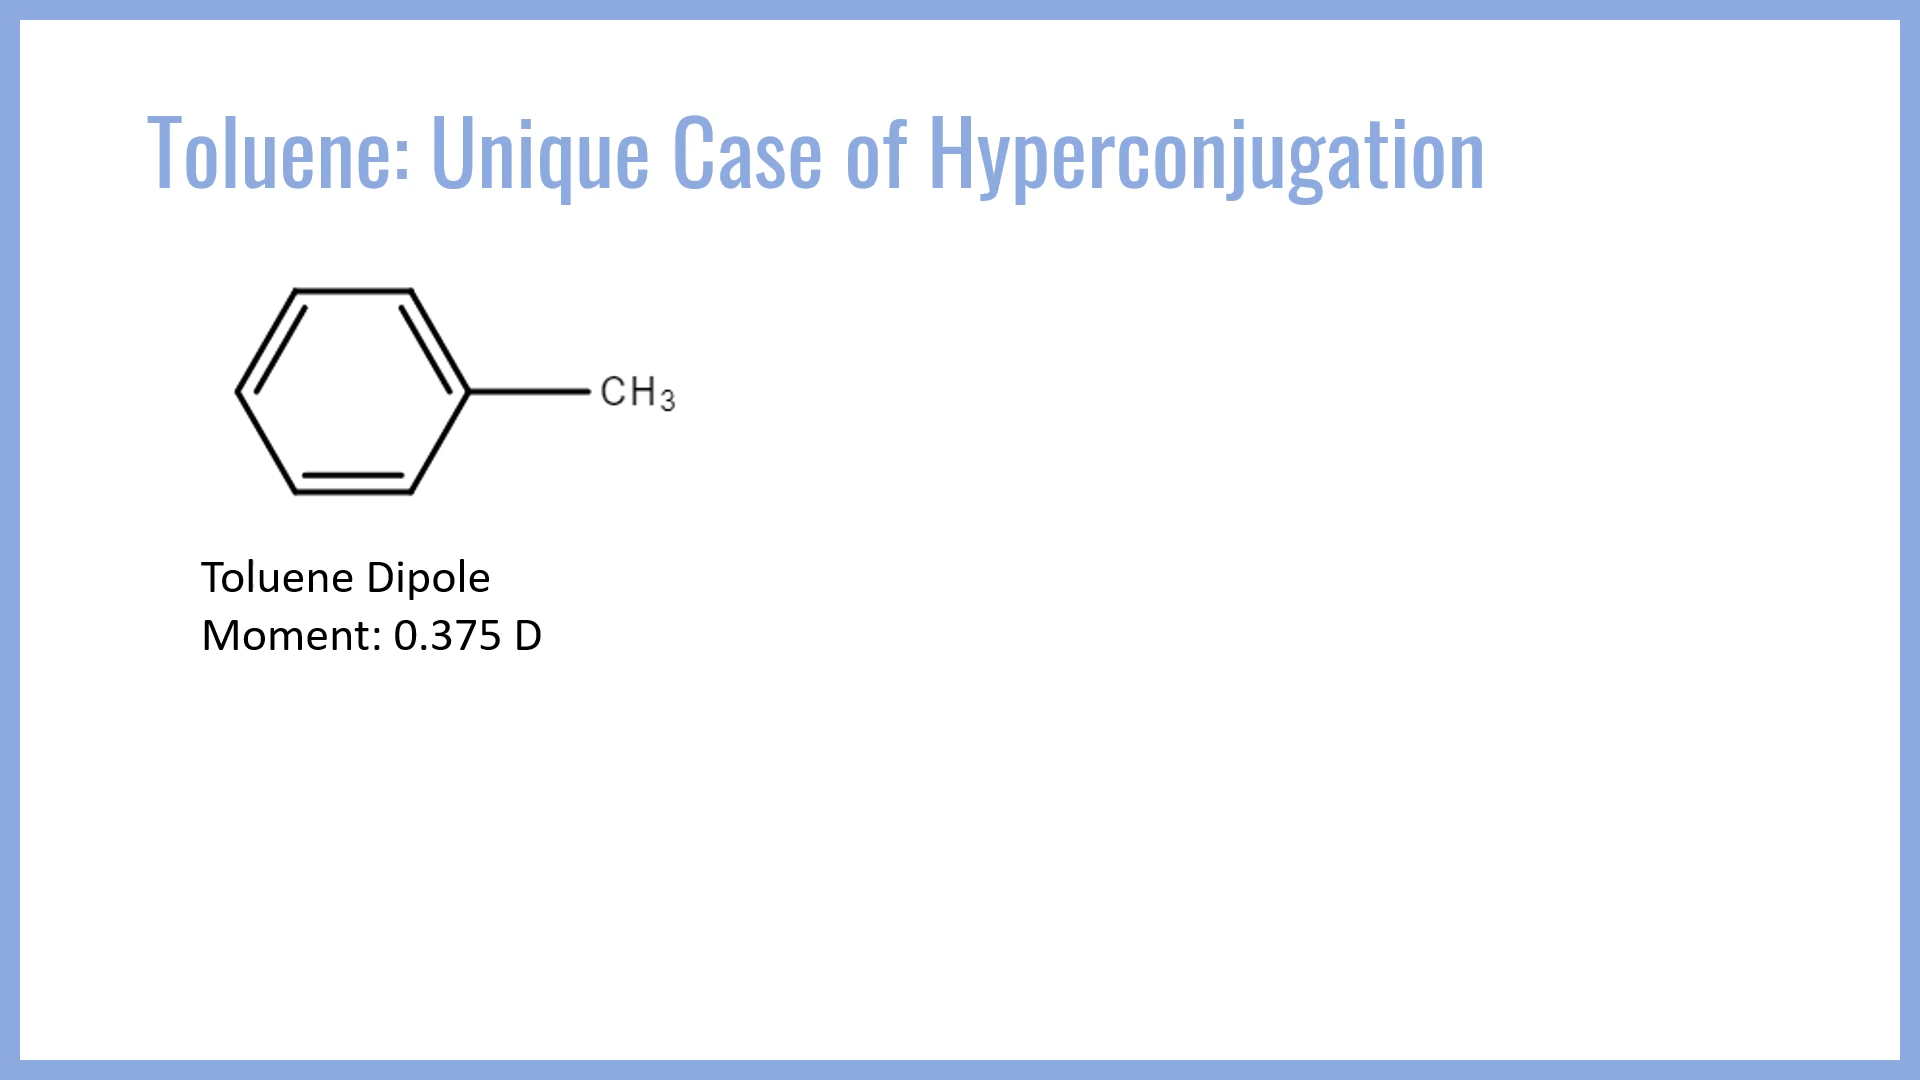 Toluene: Unique Case of Hyperconjugation
CH₃
Toluene Dipole
Moment: 0.375 D